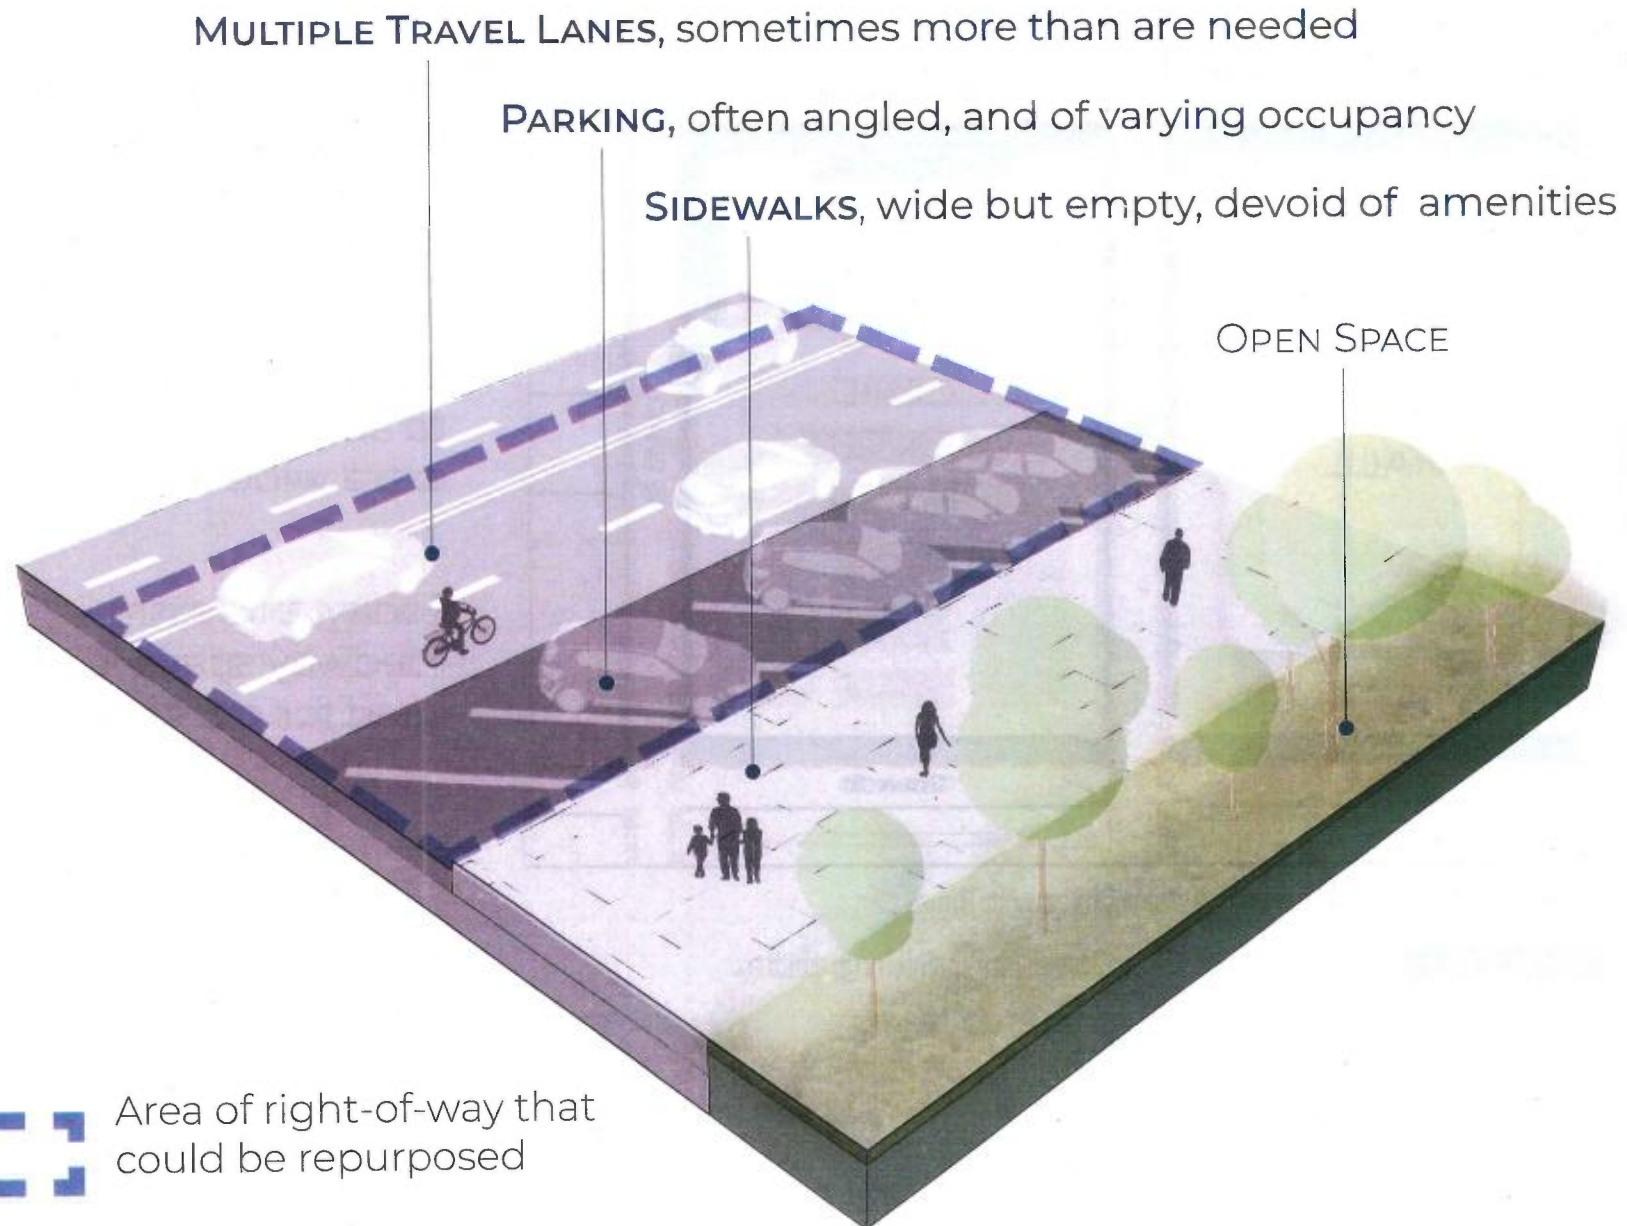 MULTIPLE TRAVEL LANES, sometimes more than are needed
PARKING, often angled, and of varying occupancy
SIDEWALKS, wide but empty, devoid of amenities
OPEN SPACE
Area of right-of-way that
could be repurposed